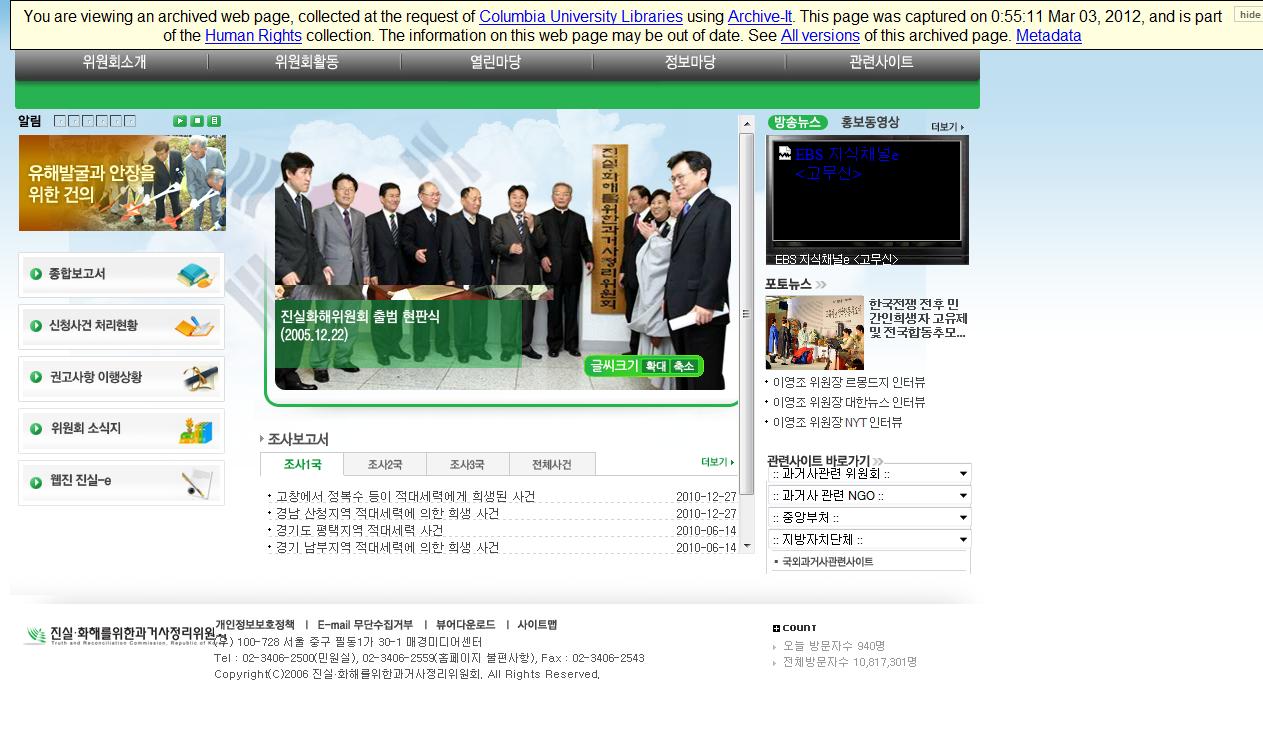 You are viewing an archived web page, collected at the request of Columbia University Libraries using Archive-It. This page was captured on 0:55:11 Mar 03, 2012, and is part
of the Human Rights collection. The information on this web page may be out of date. See All versions of this archived page. Metadata
hide
위원회소개 위원회활동 열린마당 정보마당 관련사이트
알림
유해발굴과 안장을
위한 건의
종합보고서
신청사건 처리현황
권고사항 이행상황
위원회 소식지
웹진 진실-e
진실화해를위한과거사정리위원회
진실화해위원회 출범 현판식
(2005.12.22)
글씨크기 확대 축소
조사보고서
조사1국 조사2국 조사3국 전체사건 더보기
고창에서 정복수 등이 적대세력에게 희생된 사건 2010-12-27
경남 산청지역 적대세력에 의한 희생 사건 2010-12-27
경기도 평택지역 적대세력 사건 2010-06-14
경기 남부지역 적대세력에 의한 희생 사건 2010-06-14
방송뉴스 홍보동영상 더보기
EBS 지식채널e
<고무신>
EBS 지식채널e <고무신>
포토뉴스
한국전쟁 전후 민
간인희생자 고유제
및 전국합동추모...
이영조 위원장 르몽드지 인터뷰
이영조 위원장 대한뉴스 인터뷰
이영조 위원장 NYT 인터뷰
관련사이트 바로가기
:: 과거사관련 위원회 ::
:: 과거사 관련 NGO ::
:: 중앙부처 ::
:: 지방자치단체 ::
국외과거사관련사이트
진실·화해를위한과거사정리위원
Truth and Reconciliation Commission, Republic of
개인정보보호정책 | E-mail 무단수집거부 | 뷰어다운로드 | 사이트맵
(우) 100-728 서울 중구 필동1가 30-1 매경미디어센터
Tel : 02-3406-2500(민원실), 02-3406-2559(홈페이지 불편사항), Fax : 02-3406-2543
Copyright(C)2006 진실·화해를위한과거사정리위원회. All Rights Reserved.
COUNT
오늘 방문자수 940명
전체방문자수 10,817,301명